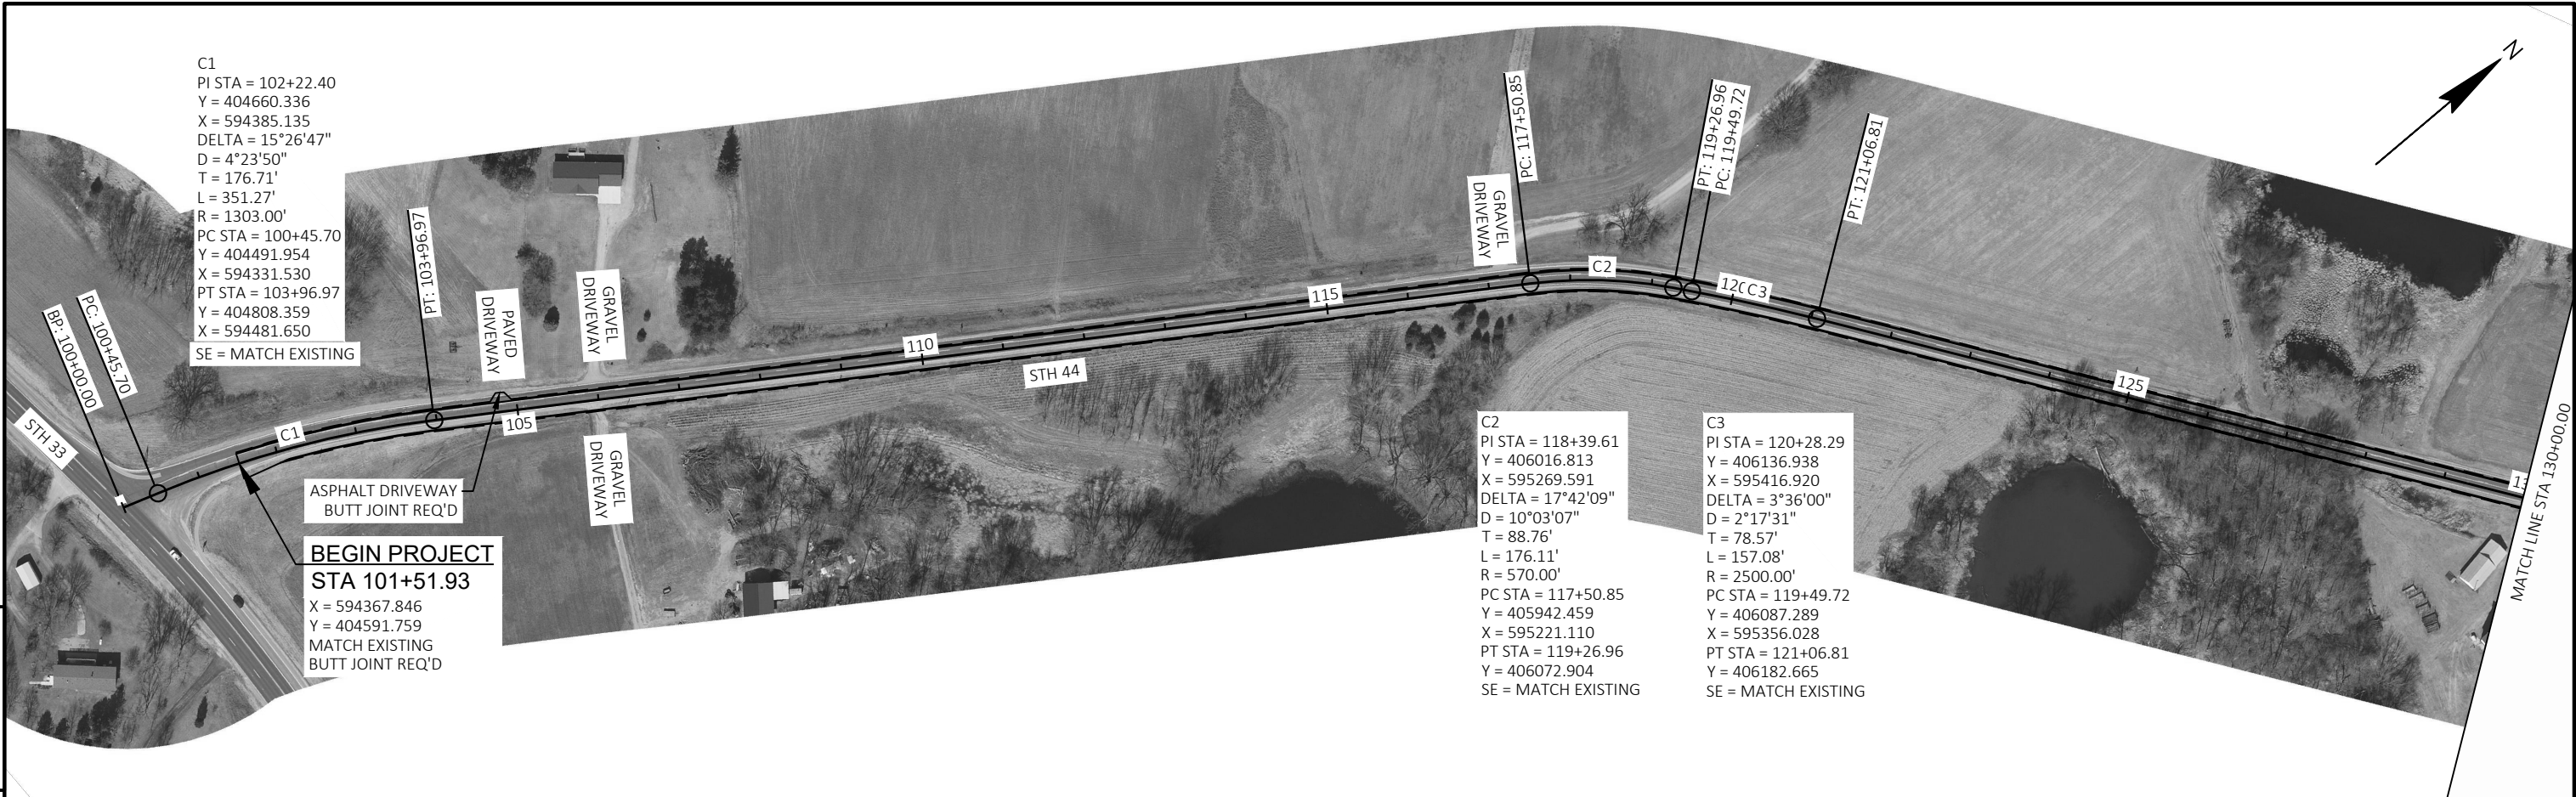 C1
PI STA = 102+22.40
Y = 404660.336
X = 594385.135
DELTA = 15°26'47"
D = 4°23'50"
T = 176.71'
L = 351.27'
R = 1303.00'
PC STA = 100+45.70
Y = 404491.954
X = 594331.530
PT STA = 103+96.97
Y = 404808.359
X = 594481.650
SE = MATCH EXISTING
BP: 100+00.00
PC: 100+45.70
STH 33
C1
PT: 103+96.97
PAVED
DRIVEWAY
GRAVEL
DRIVEWAY
105
GRAVEL
DRIVEWAY
ASPHALT DRIVEWAY
BUTT JOINT REQ'D
BEGIN PROJECT
STA 101+51.93
X = 594367.846
Y = 404591.759
MATCH EXISTING
BUTT JOINT REQ'D
110
STH 44
115
GRAVEL
DRIVEWAY
PC: 117+50.85
C2
PT: 119+26.96
PC: 119+49.72
120
C3
PT: 121+06.81
125
N
C2
PI STA = 118+39.61
Y = 406016.813
X = 595269.591
DELTA = 17°42'09"
D = 10°03'07"
T = 88.76'
L = 176.11'
R = 570.00'
PC STA = 117+50.85
Y = 405942.459
X = 595221.110
PT STA = 119+26.96
Y = 406072.904
SE = MATCH EXISTING
C3
PI STA = 120+28.29
Y = 406136.938
X = 595416.920
DELTA = 3°36'00"
D = 2°17'31"
T = 78.57'
L = 157.08'
R = 2500.00'
PC STA = 119+49.72
Y = 406087.289
X = 595356.028
PT STA = 121+06.81
Y = 406182.665
SE = MATCH EXISTING
MATCH LINE STA 130+00.00